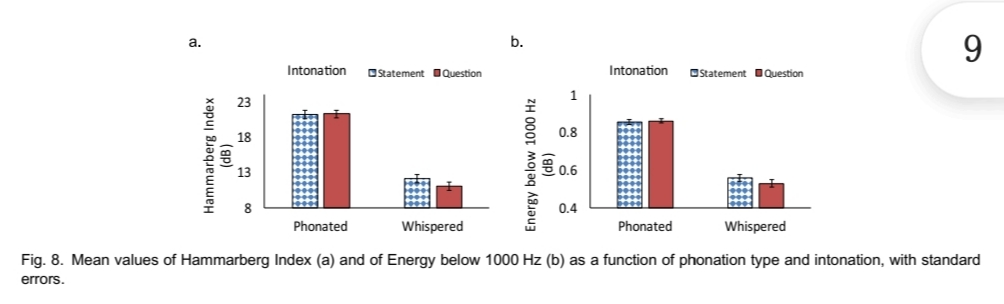 9
a.
Intonation Statement Question
Hammarberg Index
(dB)
23
18
13
8
Phonated Whispered
b.
Intonation Statement Question
Energy below 1000 Hz
(dB)
1
0.8
0.6
0.4
Phonated Whispered
Fig. 8. Mean values of Hammarberg Index (a) and of Energy below 1000 Hz (b) as a function of phonation type and intonation, with standard
errors.